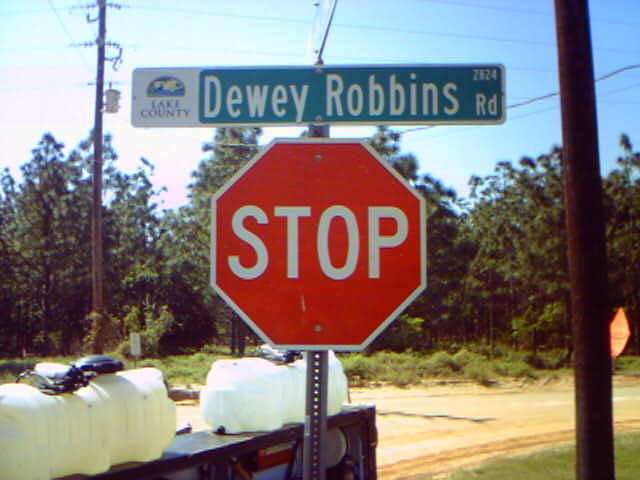 LAKE
COUNTY
Dewey Robbins Rd
2824
STOP